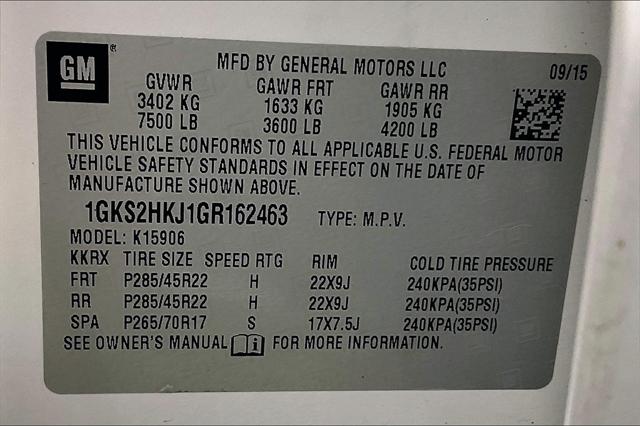 GM ® MFD BY GENERAL MOTORS LLC 09/15
GVWR GAWR FRT GAWR RR
3402 KG 1633 KG 1905 KG
7500 LB 3600 LB 4200 LB
THIS VEHICLE CONFORMS TO ALL APPLICABLE U.S. FEDERAL MOTOR
VEHICLE SAFETY STANDARDS IN EFFECT ON THE DATE OF
MANUFACTURE SHOWN ABOVE.
1GKS2HKJ1GR162463 TYPE: M.P.V.
MODEL: K15906
KKRX TIRE SIZE SPEED RTG RIM COLD TIRE PRESSURE
FRT P285/45R22 H 22X9J 240KPA(35PSI)
RR P285/45R22 H 22X9J 240KPA(35PSI)
SPA P265/70R17 S 17X7.5J 240KPA(35PSI)
SEE OWNER'S MANUAL i FOR MORE INFORMATION.